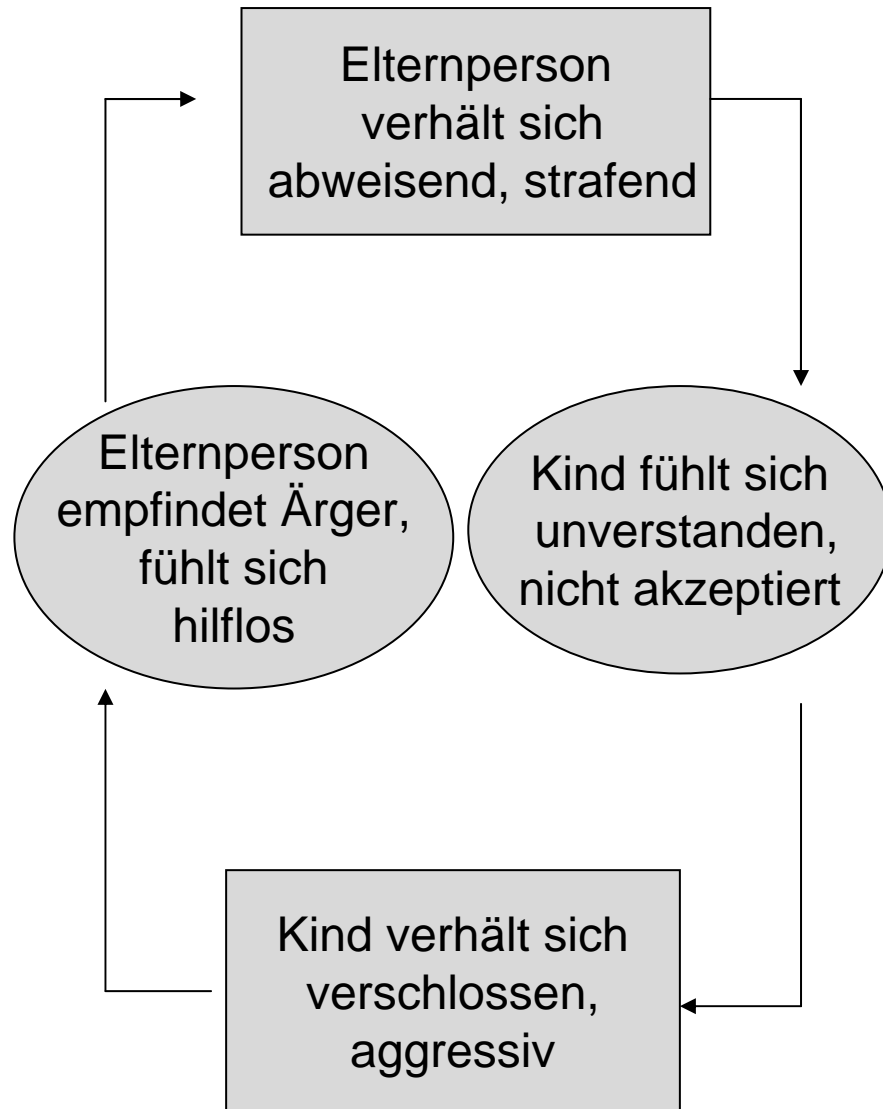 Elternperson
verhält sich
abweisend, strafend
Elternperson
empfindet Ärger,
fühlt sich
hilflos
Kind fühlt sich
unverstanden,
nicht akzeptiert
Kind verhält sich
verschlossen,
aggressiv